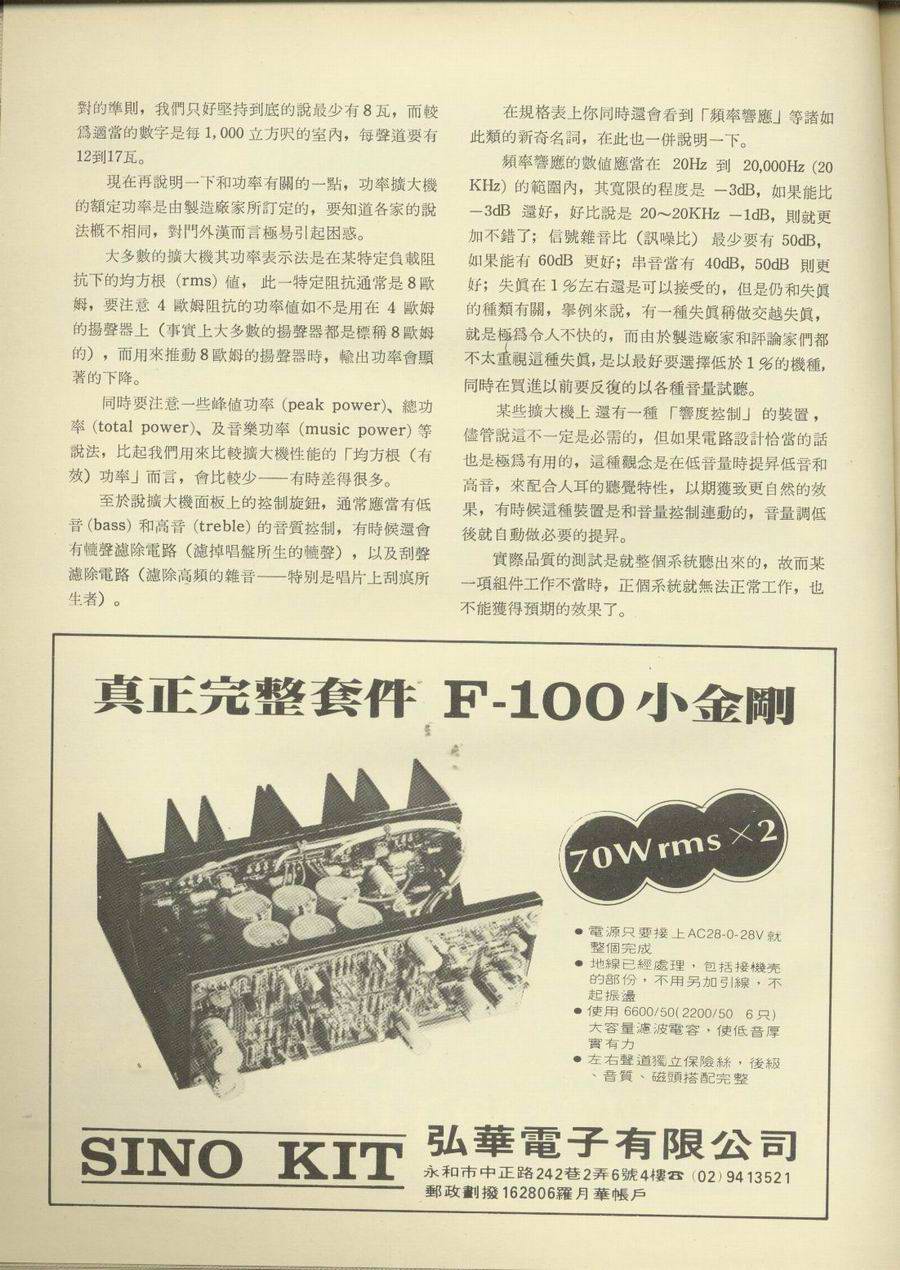 對的準則，我們只好堅持到底的說最少有8瓦，而較
爲適當的數字是每1,000立方呎的室內，每聲道要有
12到17瓦。
現在再說明一下和功率有關的一點，功率擴大機
的額定功率是由製造廠家所訂定的，要知道各家的說
法概不相同，對門外漢而言極易引起困惑。
大多數的擴大機其功率表示法是在某特定負載阻
抗下的均方根（rms）値， 此一特定阻抗通常是8歐
姆，要注意 4 歐姆阻抗的功率値如不是用在 4 歐姆
的揚聲器上（事實上大多數的揚聲器都是標稱8歐姆
的），而用來推動8歐姆的揚聲器時，輸出功率會顯
著的下降。
同時要注意一些峰値功率 (peak power)、總功
率 (total power)、及音樂功率 (music power) 等
說法，比起我們用來比較擴大機性能的「均方根（有
效）功率」而言，會比較少——有時差得很多。
至於說擴大機面板上的控制旋鈕，通常應當有低
音 (bass) 和高音 (treble) 的音質控制，有時候還會
有轆聲濾除電路（濾掉唱盤所生的轆聲），以及刮聲
濾除電路（濾除高頻的雜音——特別是唱片上刮痕所
生者）。
在規格表上你同時還會看到「頻率響應」等諸如
此類的新奇名詞，在此也一併說明一下。
頻率響應的數値應當在 20Hz 到 20,000Hz (20
KHz) 的範圍內，其寬限的程度是 －3dB，如果能比
－3dB 還好，好比說是 20～20KHz －1dB，則就更
加不錯了；信號雜音比（訊噪比）最少要有 50dB，
如果能有 60dB 更好；串音當有 40dB，50dB 則更
好；失眞在1%左右還是可以接受的，但是仍和失眞
的種類有關，擧例來說，有一種失眞稱做交越失眞，
就是極爲令人不快的，而由於製造廠家和評論家們都
不太重視這種失眞，是以最好要選擇低於1%的機種，
同時在買進以前要反復的以各種音量試聽。
某些擴大機上還有一種「響度控制」的裝置，
儘管說這不一定是必需的，但如果電路設計恰當的話
也是極爲有用的，這種觀念是在低音量時提昇低音和
高音，來配合人耳的聽覺特性，以期獲致更自然的效
果，有時候這種裝置是和音量控制連動的，音量調低
後就自動做必要的提昇。
實際品質的測試是就整個系統聽出來的，故而某
一項組件工作不當時，正個系統就無法正常工作，也
不能獲得預期的效果了。
真正完整套件 F-100小金剛
70W rms×2
● 電源只要接上AC28-0-28V就
整個完成
● 地線已經處理，包括接機壳
的部份，不用另加引線，不
起振盪
● 使用6600/50(2200/50 6只)
大容量濾波電容，使低音厚
實有力
● 左右聲道獨立保險絲，後級
、音質、磁頭搭配完整
SINO KIT
弘華電子有限公司
永和市中正路242巷2弄6號4樓☎(02)9413521
郵政劃撥162806羅月華帳戶